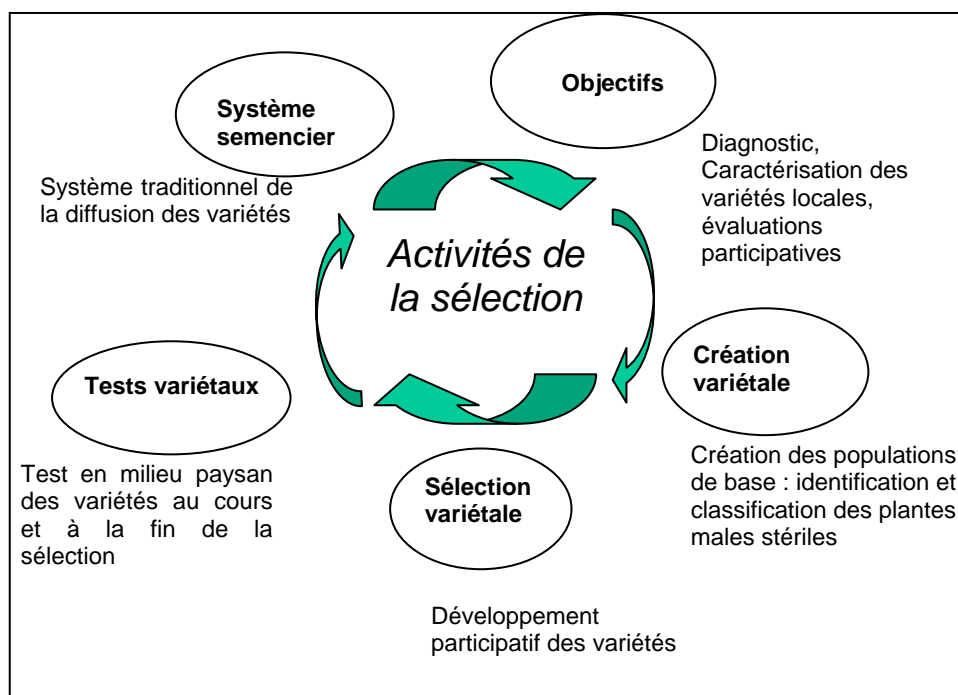 Objectifs
Diagnostic,
Caractérisation des
variétés locales,
évaluations
participatives
Création
variétale
Création des populations
de base : identification et
classification des plantes
males stériles
Sélection
variétale
Développement
participatif des variétés
Tests variétaux
Test en milieu paysan
des variétés au cours
et à la fin de la
sélection
Système
semencier
Système traditionnel de
la diffusion des variétés
Activités de
la sélection